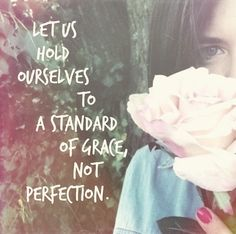 LET US
HOLD
OURSELVES
TO
A STANDARD
OF GRACE,
NOT
PERFECTION.